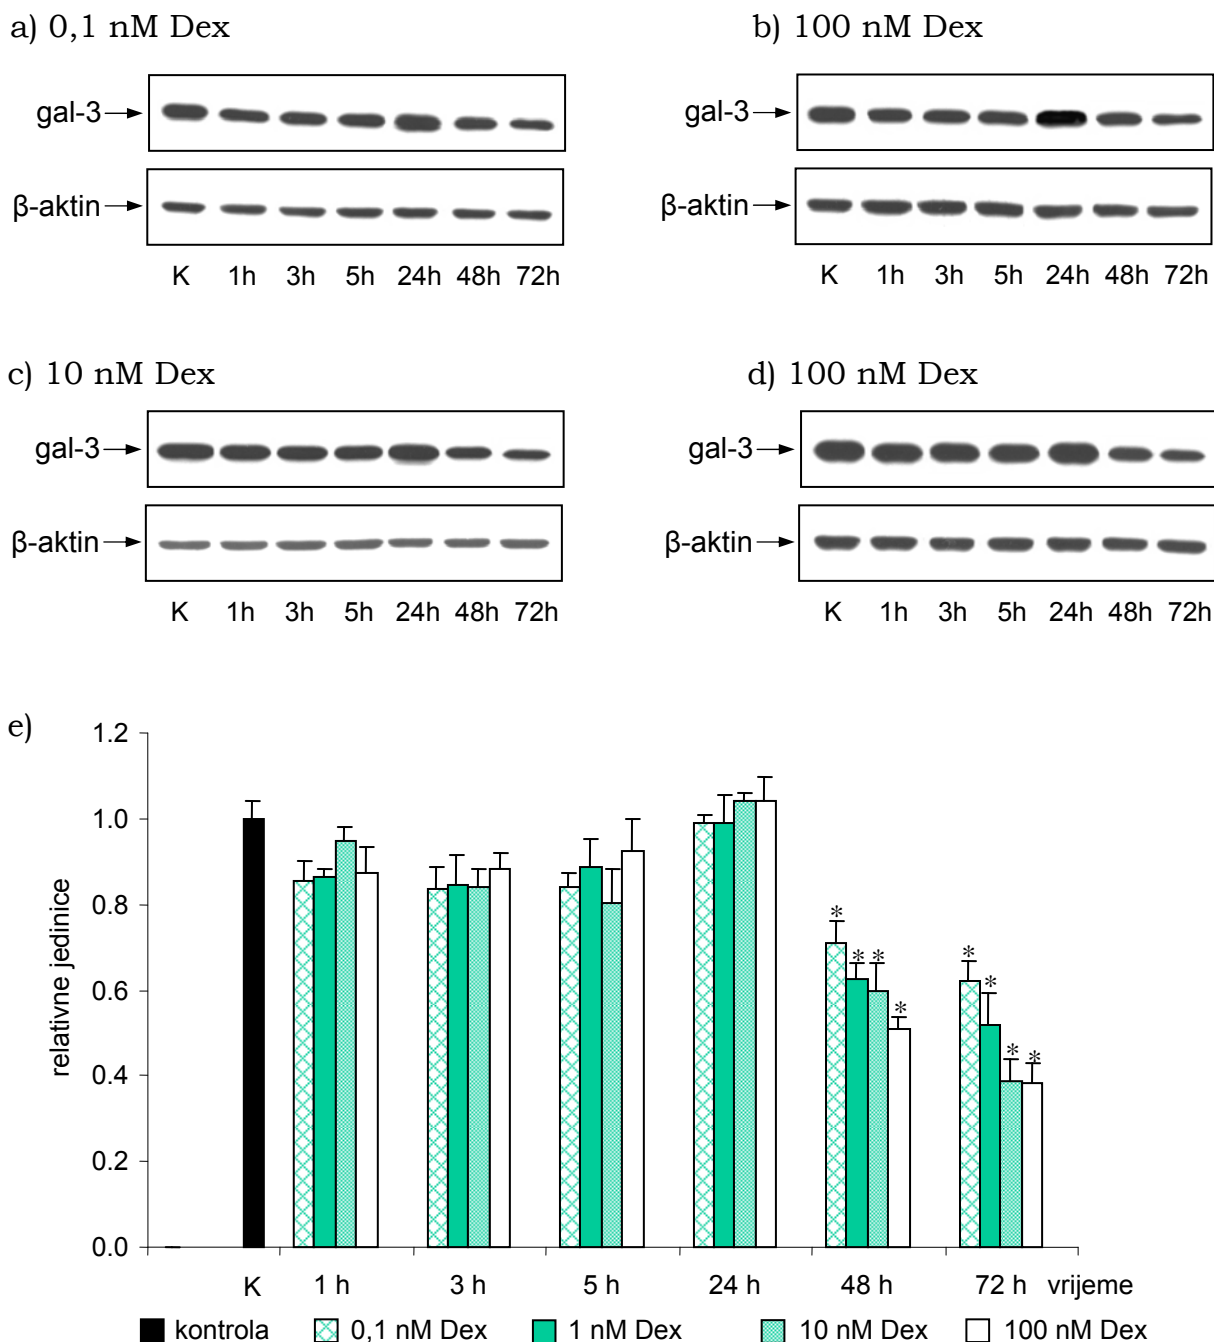 a) 0,1 nM Dex
gal-3
β-aktin
K 1h 3h 5h 24h 48h 72h
b) 100 nM Dex
gal-3
β-aktin
K 1h 3h 5h 24h 48h 72h
c) 10 nM Dex
gal-3
β-aktin
K 1h 3h 5h 24h 48h 72h
d) 100 nM Dex
gal-3
β-aktin
K 1h 3h 5h 24h 48h 72h
e)
relativne jedinice
1.2
1.0
0.8
0.6
0.4
0.2
0.0
* * * * * * * *
K 1 h 3 h 5 h 24 h 48 h 72 h vrijeme
kontrola 0,1 nM Dex 1 nM Dex 10 nM Dex 100 nM Dex